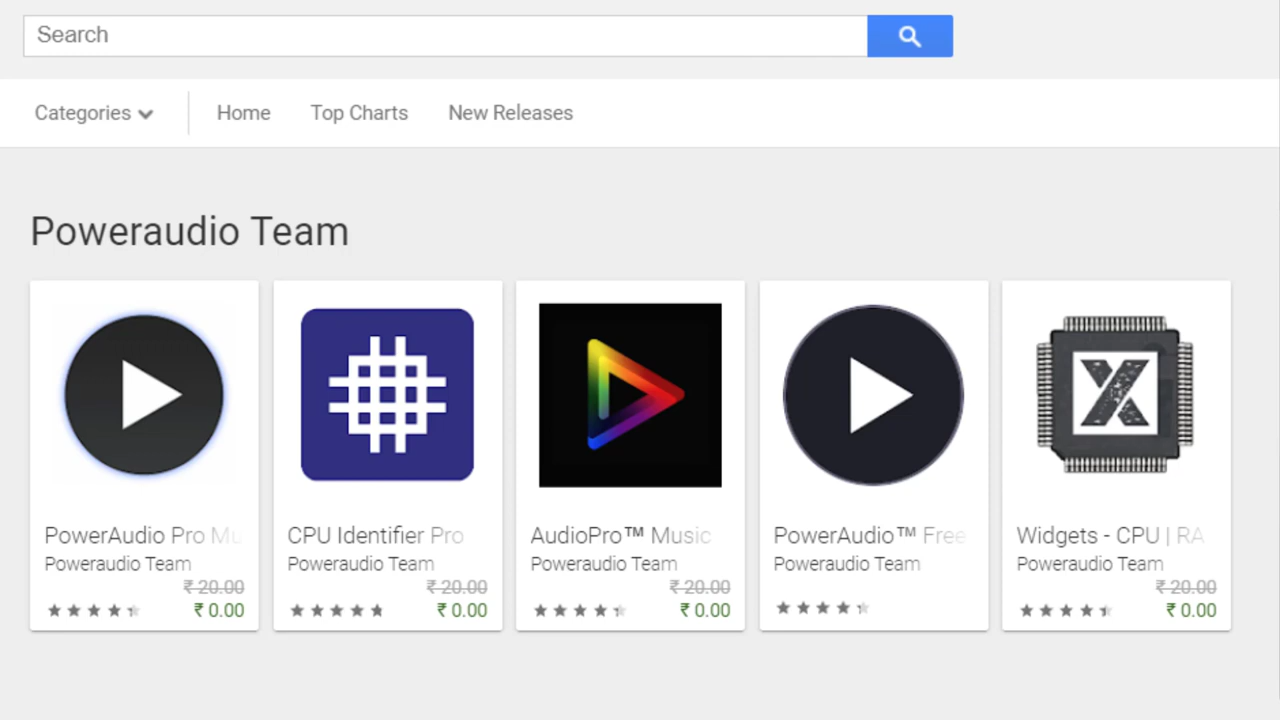 Search
Categories
Home
Top Charts
New Releases
Poweraudio Team
PowerAudio Pro Mu
Poweraudio Team
₹ 20.00
₹ 0.00
CPU Identifier Pro
Poweraudio Team
₹ 20.00
₹ 0.00
AudioPro™ Music
Poweraudio Team
₹ 20.00
₹ 0.00
PowerAudio™ Free
Poweraudio Team
Widgets - CPU | RA
Poweraudio Team
₹ 20.00
₹ 0.00
X